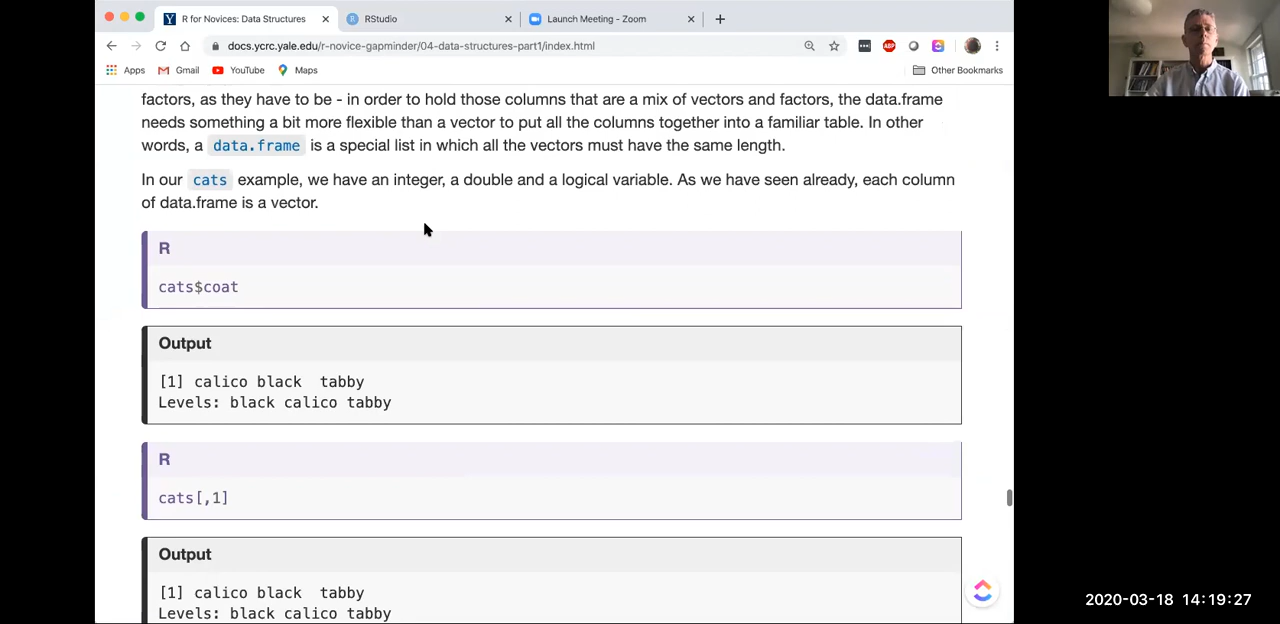 R for Novices: Data Structures
RStudio
Launch Meeting - Zoom
docs.ycrc.yale.edu/r-novice-gapminder/04-data-structures-part1/index.html
ABP
Apps
Gmail
YouTube
Maps
Other Bookmarks
factors, as they have to be - in order to hold those columns that are a mix of vectors and factors, the data.frame
needs something a bit more flexible than a vector to put all the columns together into a familiar table. In other
words, a data.frame is a special list in which all the vectors must have the same length.
In our cats example, we have an integer, a double and a logical variable. As we have seen already, each column
of data.frame is a vector.
R
cats$coat
Output
[1] calico black  tabby
Levels: black calico tabby
R
cats[,1]
Output
[1] calico black  tabby
Levels: black calico tabby
2020-03-18 14:19:27